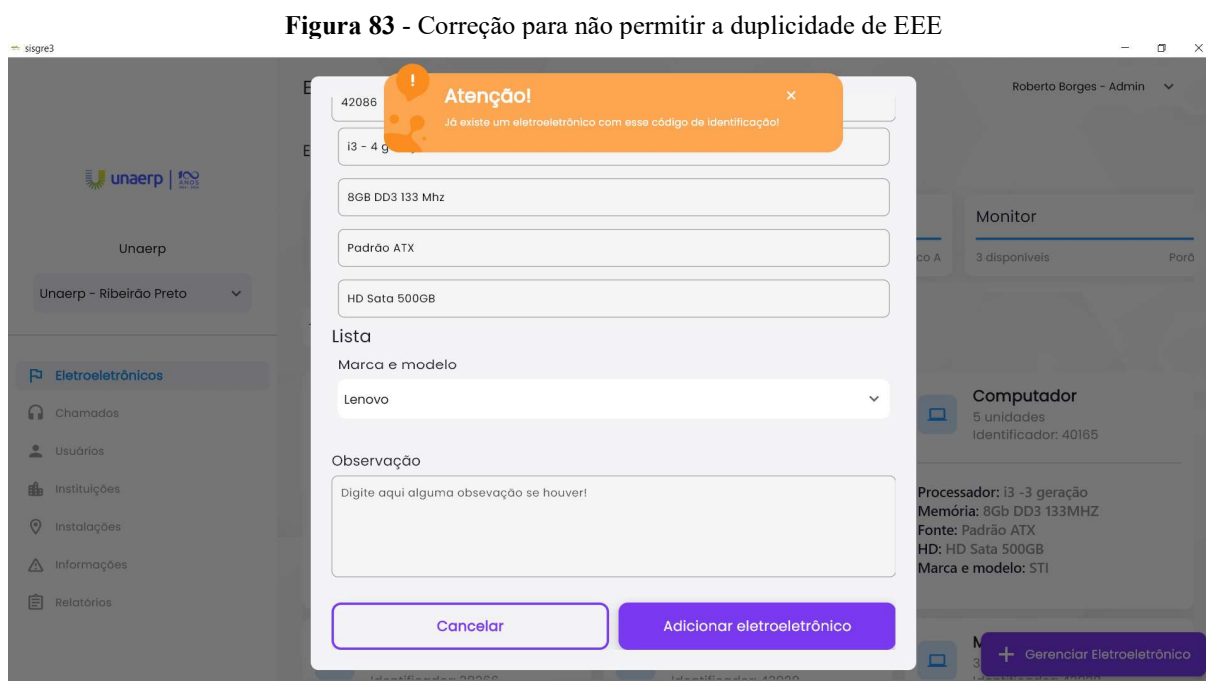 Figura 83 - Correção para não permitir a duplicidade de EEE
sisgre3
Roberto Borges - Admin
unaerp | 100 ANOS
Unaerp
Unaerp - Ribeirão Preto
Eletroeletrônicos
Chamados
Usuários
Instituições
Instalações
Informações
Relatórios
Atenção!
Já existe um eletroeletrônico com esse código de identificação!
42086
i3 - 4 g
8GB DD3 133 Mhz
Padrão ATX
HD Sata 500GB
Lista
Marca e modelo
Lenovo
Observação
Digite aqui alguma obsevação se houver!
Cancelar
Adicionar eletroeletrônico
Monitor
co A
3 disponíveis
Porã
Computador
5 unidades
Identificador: 40165
Processador: i3 -3 geração
Memória: 8Gb DD3 133MHZ
Fonte: Padrão ATX
HD: HD Sata 500GB
Marca e modelo: STI
+ Gerenciar Eletroeletrônico